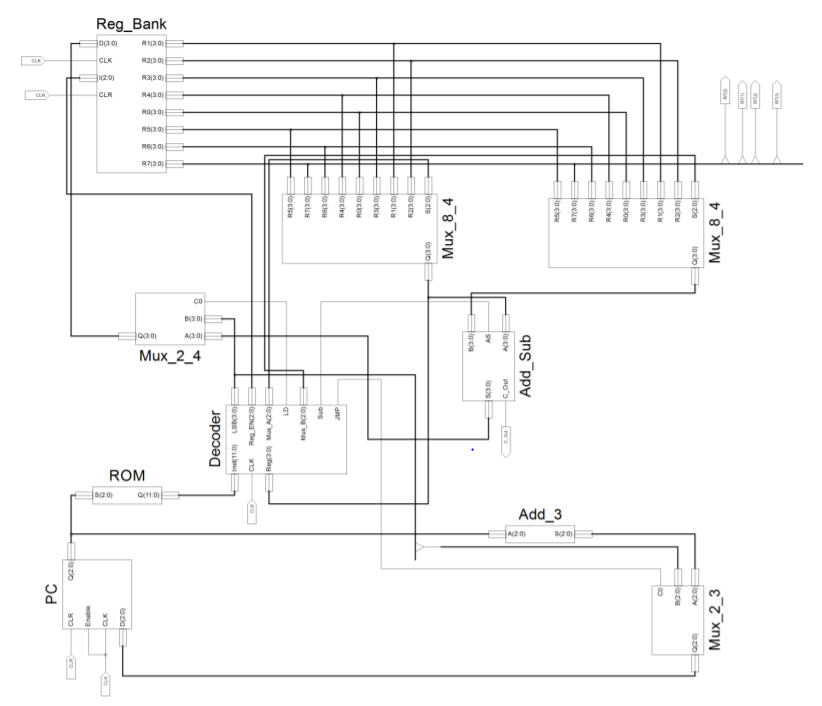 Reg_Bank
D(3:0) R1(3:0)
CLK CLK R2(3:0)
I(2:0) R3(3:0)
CLR CLR R4(3:0)
R0(3:0)
R5(3:0)
R6(3:0)
R7(3:0)
R7(1) R7(2)
R5(3:0) R7(3:0) R6(3:0) R4(3:0) R0(3:0) R3(3:0) R1(3:0) R2(3:0) S(2:0)
Q(3:0)
Mux_8_4
R5(3:0) R7(3:0) R6(3:0) R4(3:0) R0(3:0) R3(3:0) R1(3:0) R2(3:0) S(2:0)
Q(3:0)
Mux_8_4
C0
B(3:0)
Q(3:0) A(3:0)
Mux_2_4
B(3:0) AS A(3:0)
S(3:0) C_Out
Add_Sub
C_Out
LSB(3:0) Reg_EN(2:0) Mux_A(2:0) LD Mux_B(2:0) Sub JMP
Decoder
Inst(11:0) CLK Reg(3:0)
CLK
ROM
S(2:0) Q(11:0)
Add_3
A(2:0) S(2:0)
Q(2:0)
PC
CLR Enable CLK D(2:0)
CLR
CLK
C0 B(2:0) A(2:0)
Q(2:0)
Mux_2_3